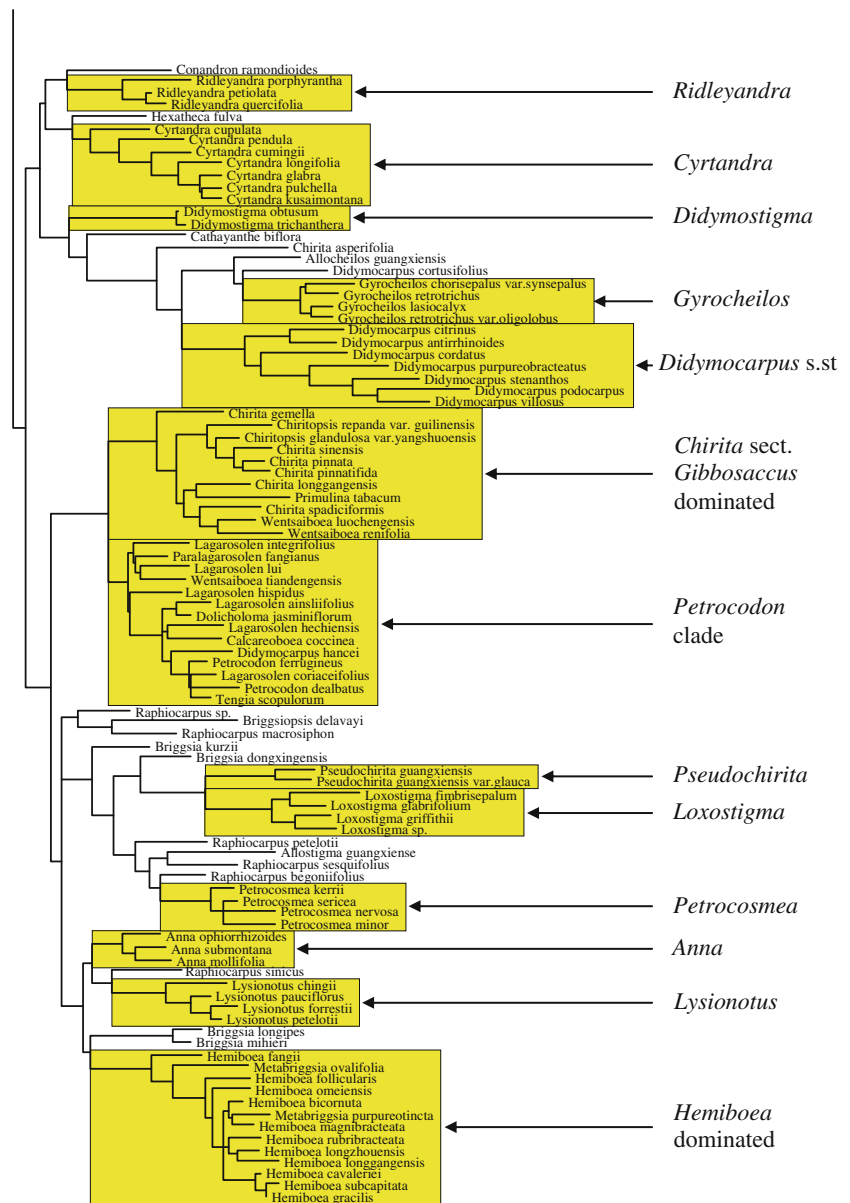 Conandron ramondioides
Ridleyandra porphyrantha
Ridleyandra petiolata
Ridleyandra quercifolia
Ridleyandra
Hexatheca fulva
Cyrtandra cupulata
Cyrtandra pendula
Cyrtandra cumingii
Cyrtandra longifolia
Cyrtandra glabra
Cyrtandra pulchella
Cyrtandra kusaimontana
Cyrtandra
Didymostigma obtusum
Didymostigma trichanthera
Didymostigma
Cathayanthe biflora
Chirita asperifolia
Allocheilos guangxiensis
Didymocarpus cortusifolius
Gyrocheilos chorisepalus var.synsepalus
Gyrocheilos retrotrichus
Gyrocheilos lasiocalyx
Gyrocheilos retrotrichus var.oligolobus
Gyrocheilos
Didymocarpus citrinus
Didymocarpus antirrhinoides
Didymocarpus cordatus
Didymocarpus purpureobracteatus
Didymocarpus stenanthos
Didymocarpus podocarpus
Didymocarpus villosus
Didymocarpus s.st
Chirita gemella
Chiritopsis repanda var. guilinensis
Chiritopsis glandulosa var.yangshuoensis
Chirita sinensis
Chirita pinnata
Chirita pinnatifida
Chirita longgangensis
Primulina tabacum
Chirita spadiciformis
Wentsaiboea luochengensis
Wentsaiboea renifolia
Chirita sect.
Gibbosaccus
dominated
Lagarosolen integrifolius
Paralagarosolen fangianus
Lagarosolen lui
Wentsaiboea tiandengensis
Lagarosolen hispidus
Lagarosolen ainsliifolius
Dolicholoma jasminiflorum
Lagarosolen hechiensis
Calcareoboea coccinea
Didymocarpus hancei
Petrocodon ferrugineus
Lagarosolen coriaceifolius
Petrocodon dealbatus
Tengia scopulorum
Petrocodon
clade
Raphiocarpus sp.
Briggsiopsis delavayi
Raphiocarpus macrosiphon
Briggsia kurzii
Briggsia dongxingensis
Pseudochirita guangxiensis
Pseudochirita guangxiensis var.glauca
Pseudochirita
Loxostigma fimbrisepalum
Loxostigma glabrifolium
Loxostigma griffithii
Loxostigma sp.
Loxostigma
Raphiocarpus petelotii
Allostigma guangxiense
Raphiocarpus sesquifolius
Raphiocarpus begoniifolius
Petrocosmea kerrii
Petrocosmea sericea
Petrocosmea nervosa
Petrocosmea minor
Petrocosmea
Anna ophiorrhizoides
Anna submontana
Anna mollifolia
Anna
Raphiocarpus sinicus
Lysionotus chingii
Lysionotus pauciflorus
Lysionotus forrestii
Lysionotus petelotii
Lysionotus
Briggsia longipes
Briggsia mihieri
Hemiboea fangii
Metabriggsia ovalifolia
Hemiboea follicularis
Hemiboea omeiensis
Hemiboea bicornuta
Metabriggsia purpureotincta
Hemiboea magnibracteata
Hemiboea rubribracteata
Hemiboea longzhouensis
Hemiboea longgangensis
Hemiboea cavaleriei
Hemiboea subcapitata
Hemiboea gracilis
Hemiboea
dominated